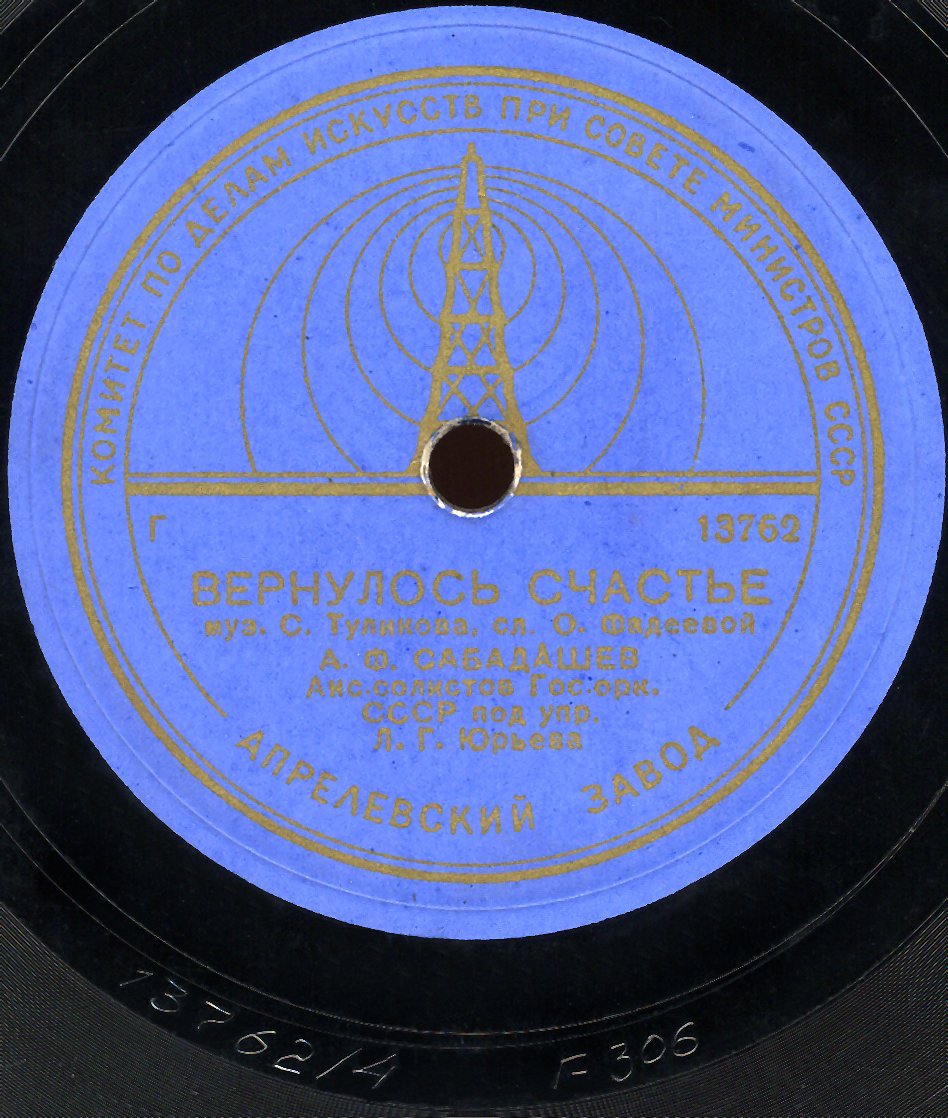 КОМИТЕТ ПО ДЕЛАМ ИСКУССТВ ПРИ СОВЕТЕ МИНИСТРОВ СССР
Г 13762
ВЕРНУЛОСЬ СЧАСТЬЕ
муз. С. Туликова, сл. О. Фадеевой
А. Ф. САБАДАШЕВ
Анс. солистов Гос. орк.
СССР под упр.
Л. Г. Юрьева
АПРЕЛЕВСКИЙ ЗАВОД
13762/4 F-306